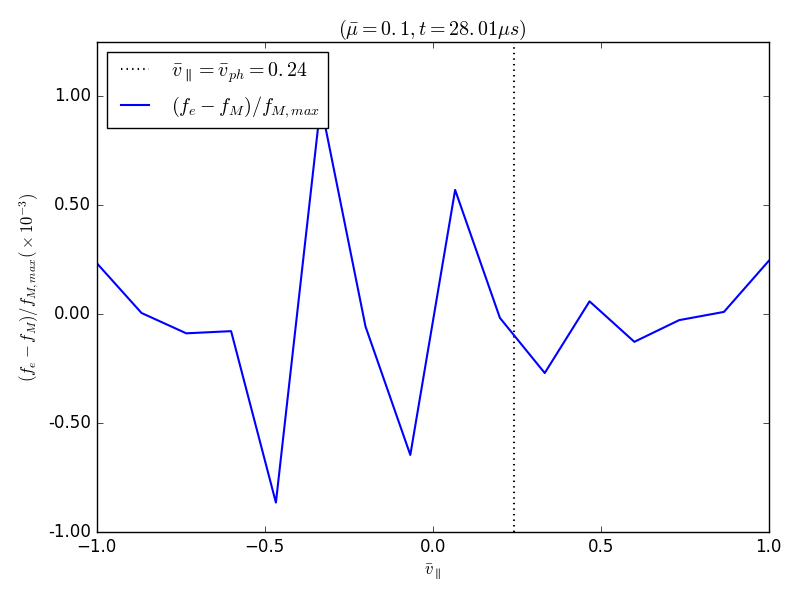 (μ̄ = 0.1, t = 28.01μs)
v̄∥ = v̄ph = 0.24
(fe − fM)/fM,max
1.00
0.50
0.00
-0.50
-1.00
(fe − fM)/fM,max(×10⁻³)
−1.0
−0.5
0.0
0.5
1.0
v̄∥